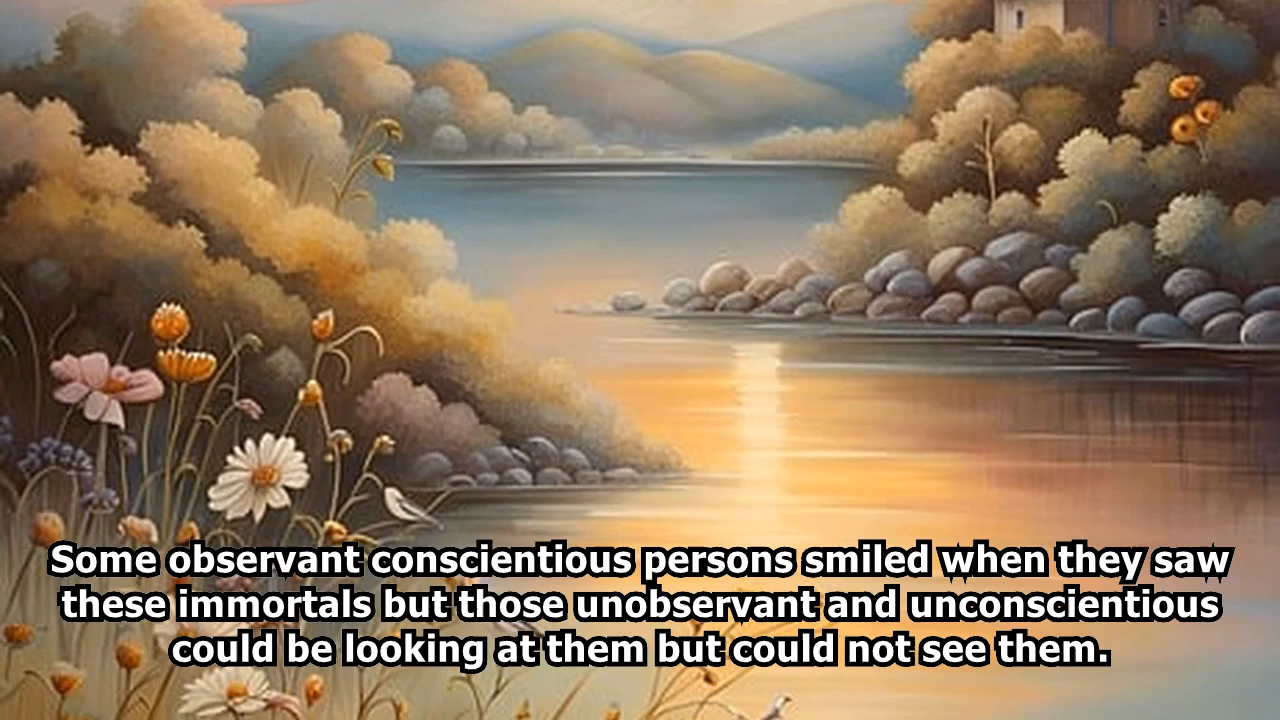 Some observant conscientious persons smiled when they saw
these immortals but those unobservant and unconscientious
could be looking at them but could not see them.